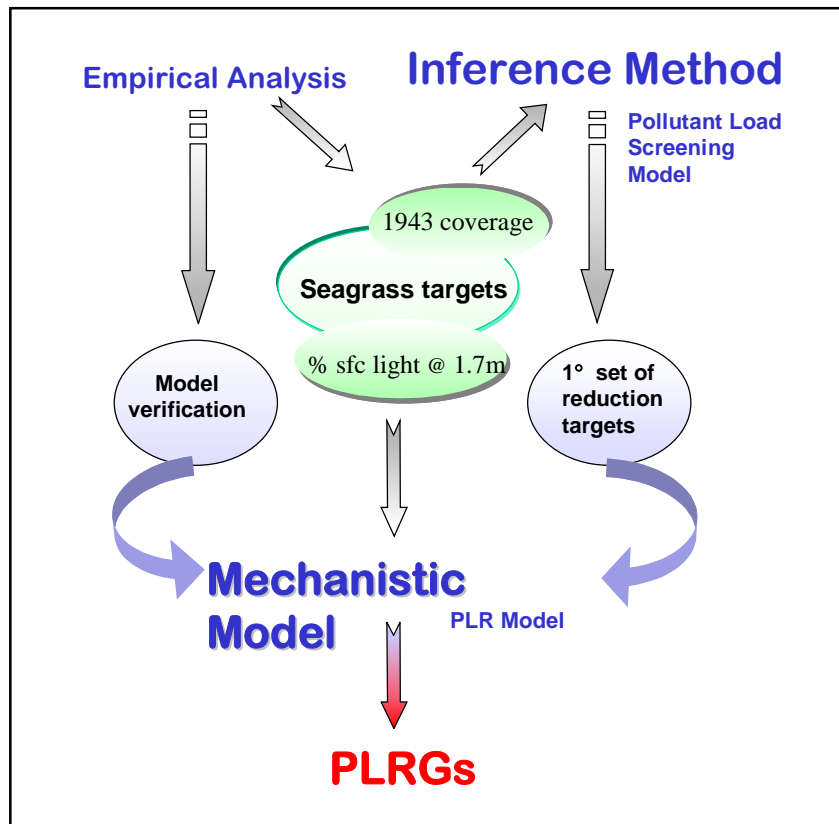 Empirical Analysis
Inference Method
Pollutant Load
Screening
Model
1943 coverage
Seagrass targets
% sfc light @ 1.7m
Model
verification
1° set of
reduction
targets
Mechanistic
Model
PLR Model
PLRGs